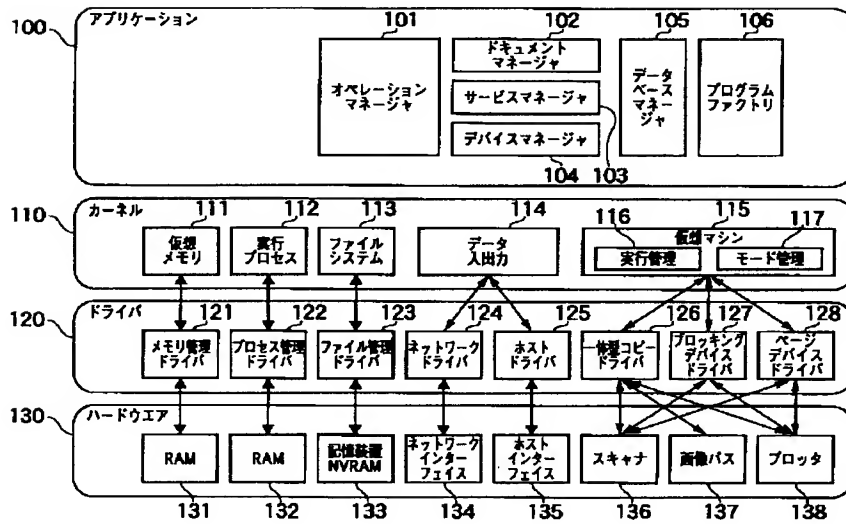 アプリケーション
100
101
102
105
106
オペレーション
マネージャ
ドキュメント
マネージャ
サービスマネージャ
デバイスマネージャ
データ
ベース
マネー
ジャ
プログラム
ファクトリ
104
103
カーネル
110
111
112
113
114
115
116
117
仮想
メモリ
実行
プロセス
ファイル
システム
データ
入出力
仮想マシン
実行管理
モード管理
ドライバ
120
121
122
123
124
125
126
127
128
メモリ管理
ドライバ
プロセス管理
ドライバ
ファイル管理
ドライバ
ネットワーク
ドライバ
ホスト
ドライバ
一体型コピー
ドライバ
ブロッキング
デバイス
ドライバ
ページ
デバイス
ドライバ
ハードウエア
130
RAM
RAM
記憶装置
NVRAM
ネットワーク
インター
フェイス
ホスト
インター
フェイス
スキャナ
画像パス
プロッタ
131
132
133
134
135
136
137
138